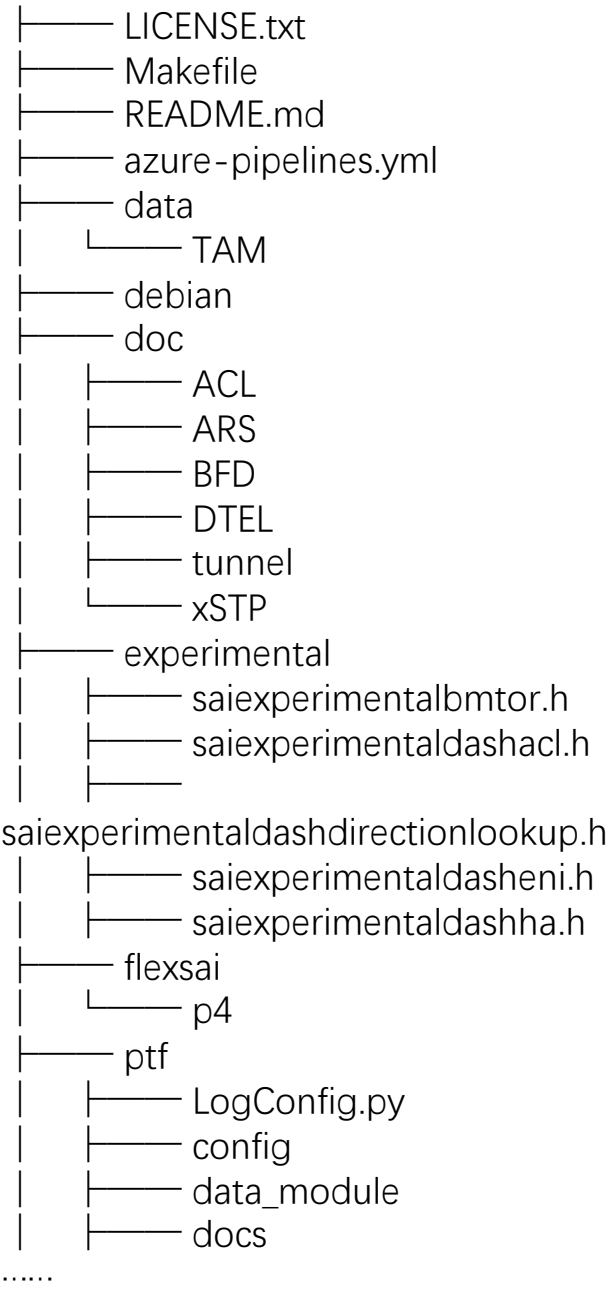 ├── LICENSE.txt
├── Makefile
├── README.md
├── azure-pipelines.yml
├── data
│   └── TAM
├── debian
├── doc
│   ├── ACL
│   ├── ARS
│   ├── BFD
│   ├── DTEL
│   ├── tunnel
│   └── xSTP
├── experimental
│   ├── saiexperimentalbmtor.h
│   ├── saiexperimentaldashacl.h
│   ├──
saiexperimentaldashdirectionlookup.h
│   ├── saiexperimentaldasheni.h
│   ├── saiexperimentaldashha.h
├── flexsai
│   └── p4
├── ptf
│   ├── LogConfig.py
│   ├── config
│   ├── data_module
│   ├── docs
……